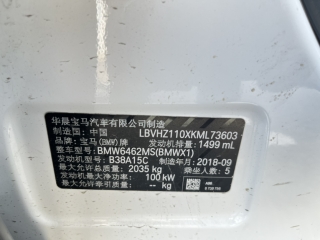 华晨宝马汽车有限公司
制造国：中国 LBVHZ110XKML73603
品牌：宝马(BMW)牌 发动机排量：1499 mL
整车型号：BMW6462MS(BMWX1)
发动机型号：B38A15C 制造年月：2018-09
最大允许总质量：2035 kg 乘坐人数：5
发动机最大净功率：100 kW
最大允许总质量： kg